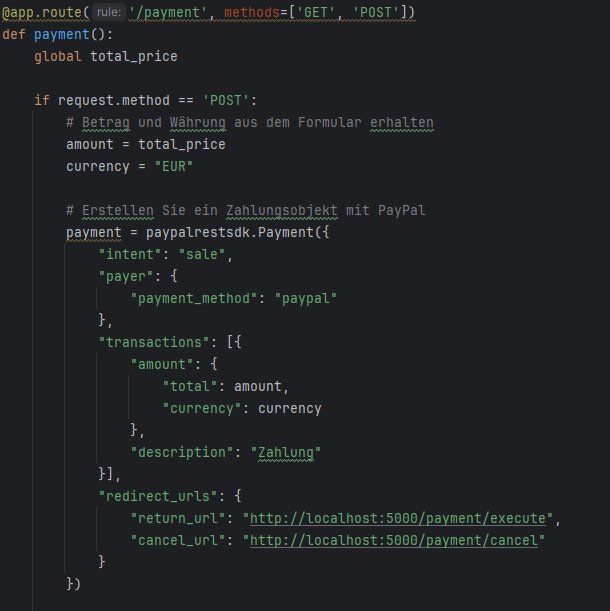 @app.route( rule: '/payment', methods=['GET', 'POST'])
def payment():
    global total_price
    if request.method == 'POST':
        # Betrag und Währung aus dem Formular erhalten
        amount = total_price
        currency = "EUR"
        # Erstellen Sie ein Zahlungsobjekt mit PayPal
        payment = paypalrestsdk.Payment({
            "intent": "sale",
            "payer": {
                "payment_method": "paypal"
            },
            "transactions": [{
                "amount": {
                    "total": amount,
                    "currency": currency
                },
                "description": "Zahlung"
            }],
            "redirect_urls": {
                "return_url": "http://localhost:5000/payment/execute",
                "cancel_url": "http://localhost:5000/payment/cancel"
            }
        })